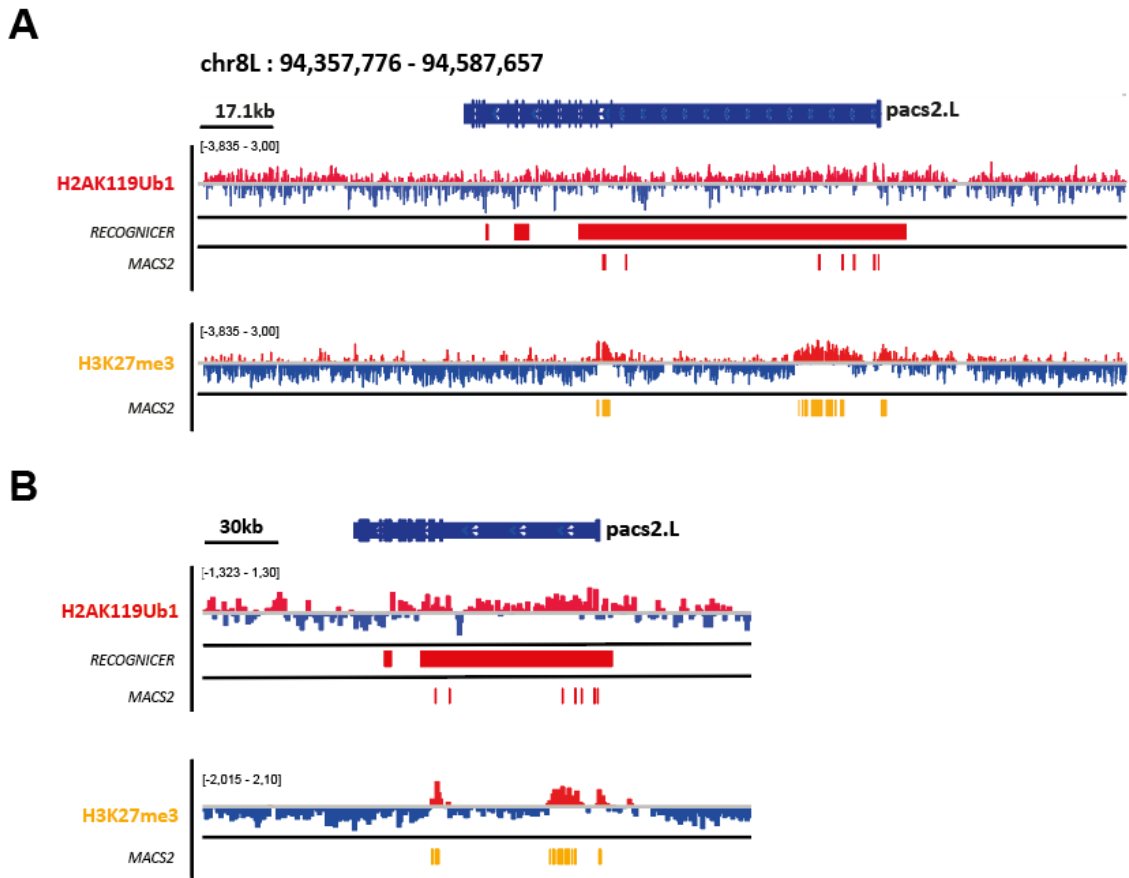 A
chr8L : 94,357,776 - 94,587,657
17.1kb
pacs2.L
[-3,835 - 3,00]
H2AK119Ub1
RECOGNICER
MACS2
[-3,835 - 3,00]
H3K27me3
MACS2
B
30kb
pacs2.L
[-1,323 - 1,30]
H2AK119Ub1
RECOGNICER
MACS2
[-2,015 - 2,10]
H3K27me3
MACS2